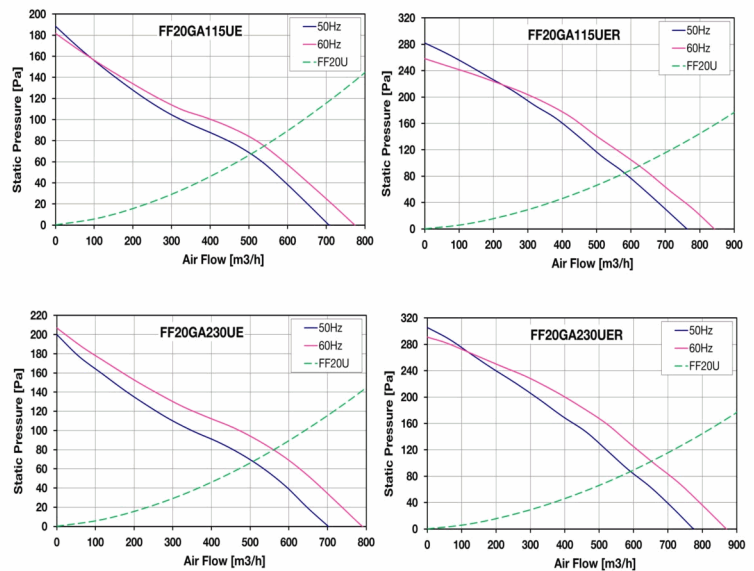 FF20GA115UE
50Hz
60Hz
FF20U
Static Pressure [Pa]
200
180
160
140
120
100
80
60
40
20
0
0 100 200 300 400 500 600 700 800
Air Flow [m3/h]
FF20GA115UER
50Hz
60Hz
FF20U
Static Pressure [Pa]
320
280
240
200
160
120
80
40
0
0 100 200 300 400 500 600 700 800 900
Air Flow [m3/h]
FF20GA230UE
50Hz
60Hz
FF20U
Static Pressure [Pa]
220
200
180
160
140
120
100
80
60
40
20
0
0 100 200 300 400 500 600 700 800
Air Flow [m3/h]
FF20GA230UER
50Hz
60Hz
FF20U
Static Pressure [Pa]
320
280
240
200
160
120
80
40
0
0 100 200 300 400 500 600 700 800 900
Air Flow [m3/h]